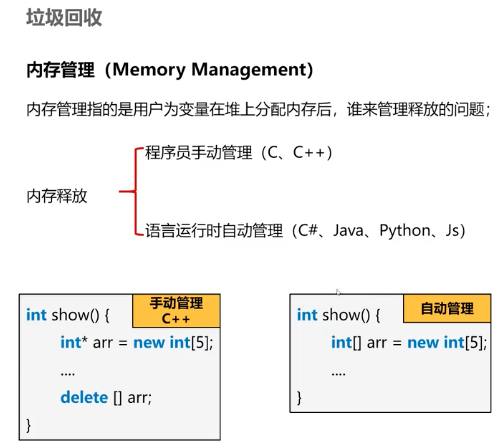 垃圾回收
内存管理（Memory Management）
内存管理指的是用户为变量在堆上分配内存后，谁来管理释放的问题；
程序员手动管理（C、C++）
内存释放
语言运行时自动管理（C#、Java、Python、Js）
手动管理
C++
int show() {
int* arr = new int[5];
....
delete [] arr;
}
自动管理
int show() {
int[] arr = new int[5];
....
}